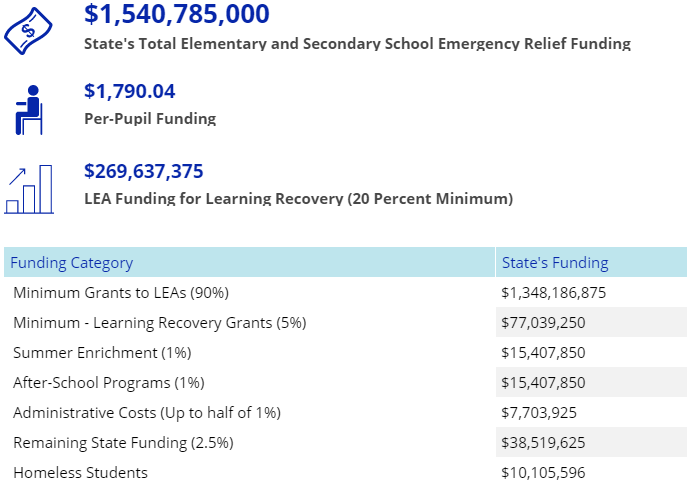 $1,540,785,000
State's Total Elementary and Secondary School Emergency Relief Funding
$1,790.04
Per-Pupil Funding
$269,637,375
LEA Funding for Learning Recovery (20 Percent Minimum)
Funding Category State's Funding
Minimum Grants to LEAs (90%) $1,348,186,875
Minimum - Learning Recovery Grants (5%) $77,039,250
Summer Enrichment (1%) $15,407,850
After-School Programs (1%) $15,407,850
Administrative Costs (Up to half of 1%) $7,703,925
Remaining State Funding (2.5%) $38,519,625
Homeless Students $10,105,596